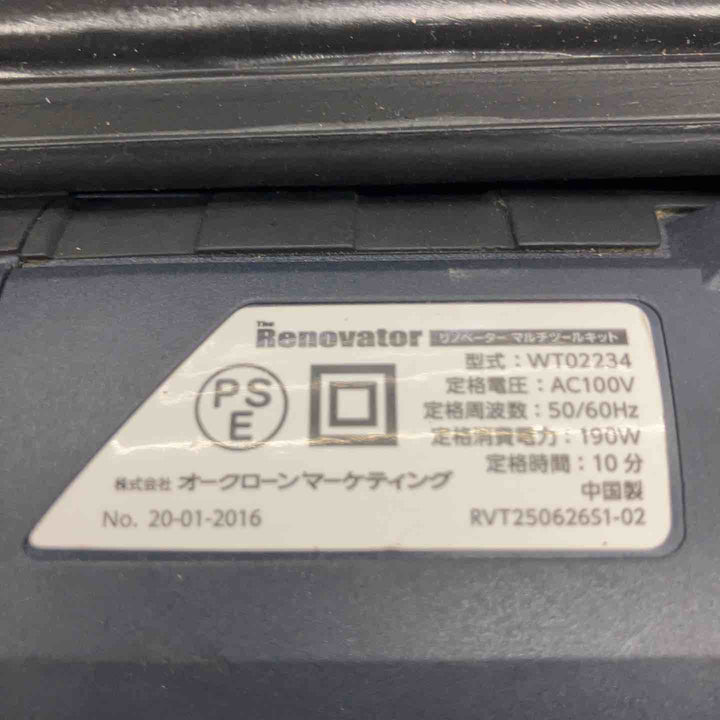 The
Renovator リノベーター マルチツールキット
型式：WT02234
定格電圧：AC100V
定格周波数：50/60Hz
定格消費電力：190W
定格時間：10分
中国製
RVT250626S1-02
PS
E
株式会社 オークローンマーケティング
No. 20-01-2016